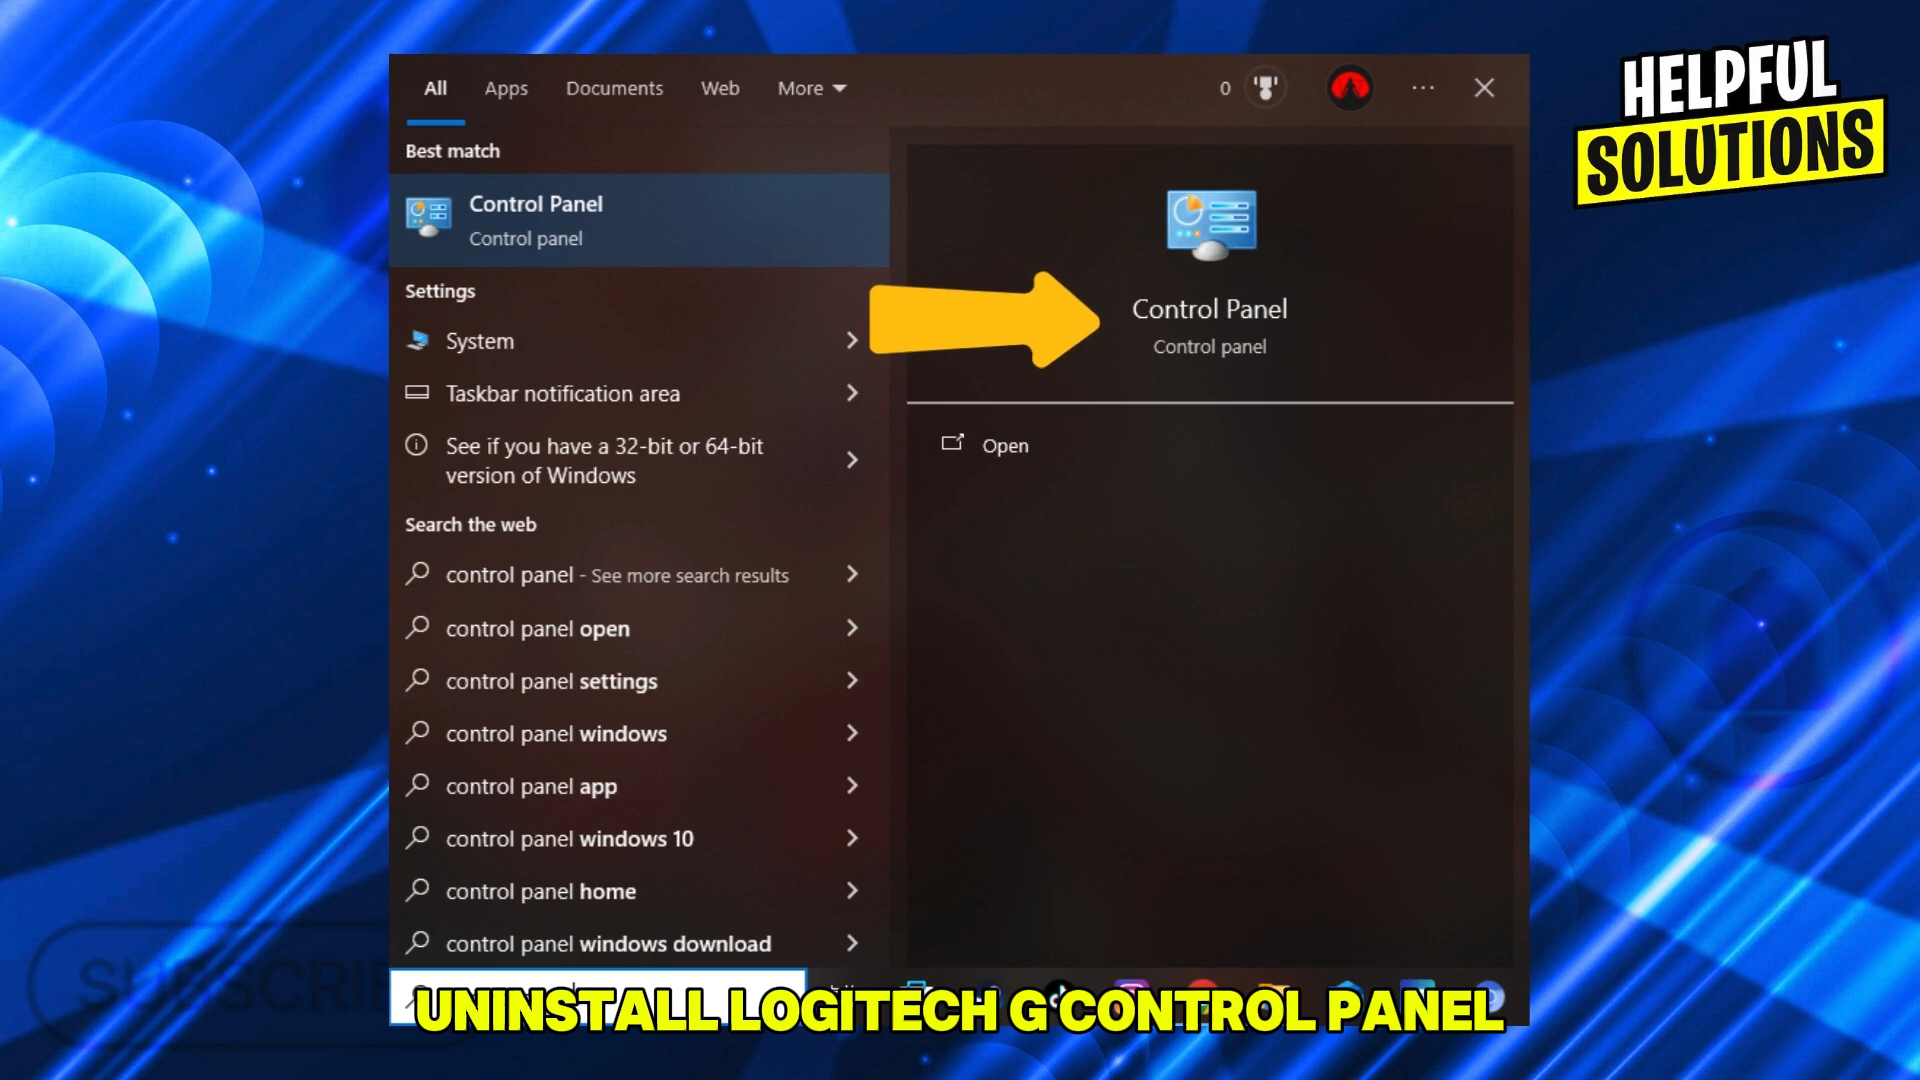 All Apps Documents Web More 0 ...
HELPFUL
SOLUTIONS
Best match
Control Panel
Control panel
Control Panel
Control panel
Open
Settings
System
Taskbar notification area
See if you have a 32-bit or 64-bit
version of Windows
Search the web
control panel - See more search results
control panel open
control panel settings
control panel windows
control panel app
control panel windows 10
control panel home
control panel windows download
SUBSCRIBE
UNINSTALL LOGITECH G CONTROL PANEL